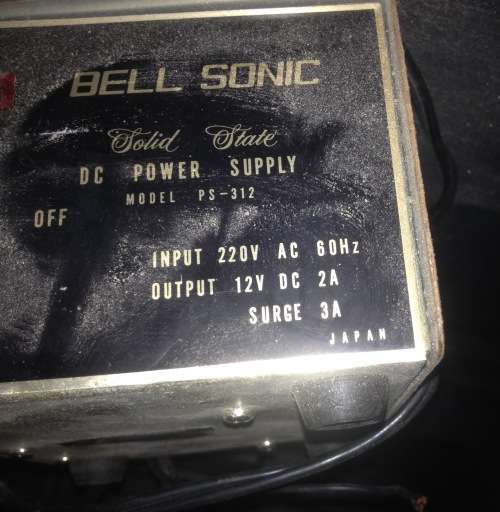 BELL SONIC
Solid State
DC POWER SUPPLY
MODEL PS-312
OFF
INPUT 220V AC 60Hz
OUTPUT 12V DC 2A
SURGE 3A
JAPAN